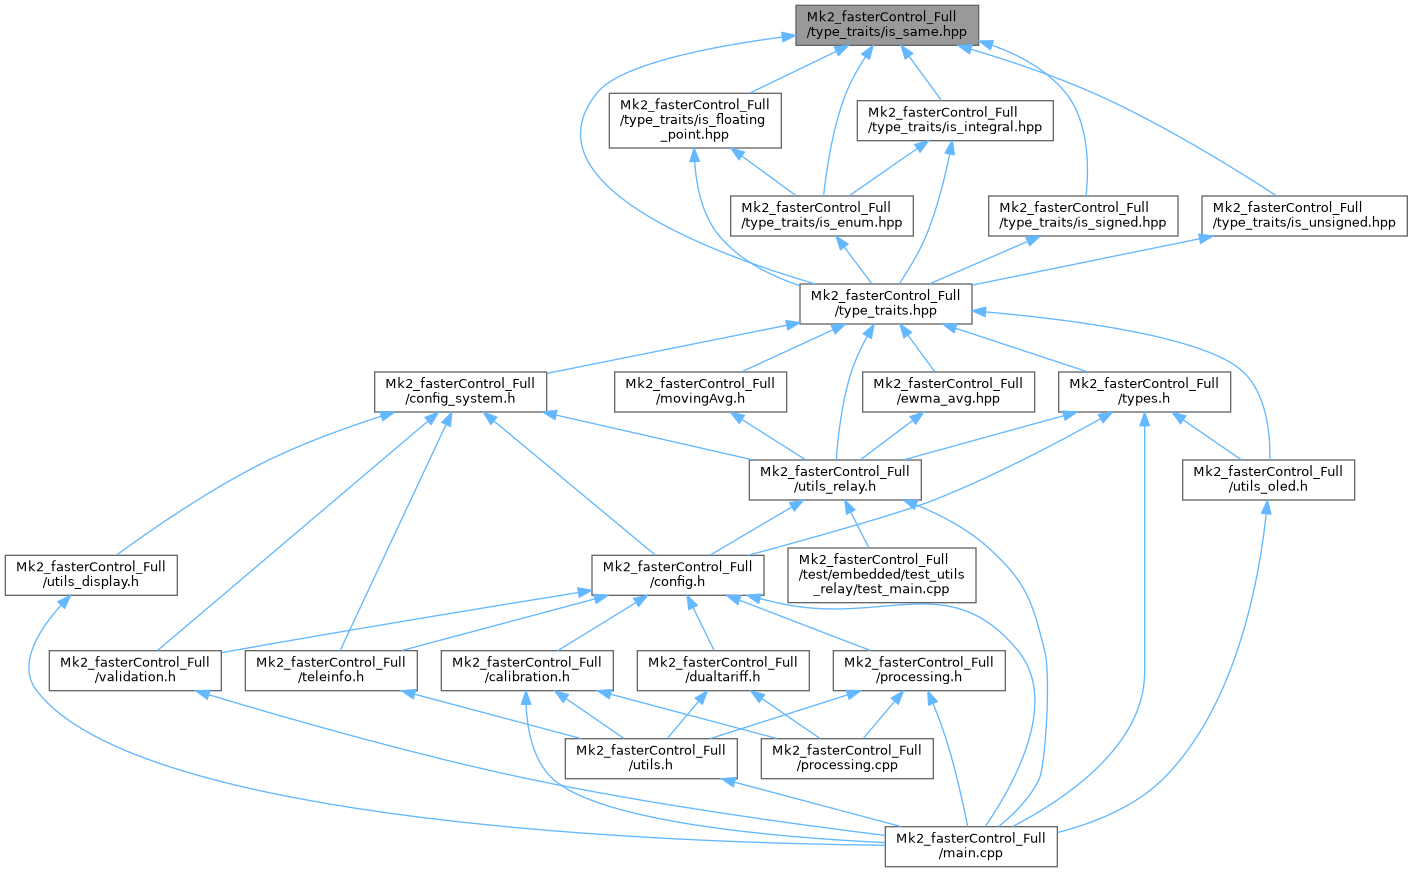 Mk2_fasterControl_Full
/type_traits/is_same.hpp
Mk2_fasterControl_Full
/type_traits/is_floating
_point.hpp
Mk2_fasterControl_Full
/type_traits/is_integral.hpp
Mk2_fasterControl_Full
/type_traits/is_enum.hpp
Mk2_fasterControl_Full
/type_traits/is_signed.hpp
Mk2_fasterControl_Full
/type_traits/is_unsigned.hpp
Mk2_fasterControl_Full
/type_traits.hpp
Mk2_fasterControl_Full
/config_system.h
Mk2_fasterControl_Full
/movingAvg.h
Mk2_fasterControl_Full
/ewma_avg.hpp
Mk2_fasterControl_Full
/types.h
Mk2_fasterControl_Full
/utils_relay.h
Mk2_fasterControl_Full
/utils_oled.h
Mk2_fasterControl_Full
/utils_display.h
Mk2_fasterControl_Full
/config.h
Mk2_fasterControl_Full
/test/embedded/test_utils
_relay/test_main.cpp
Mk2_fasterControl_Full
/validation.h
Mk2_fasterControl_Full
/teleinfo.h
Mk2_fasterControl_Full
/calibration.h
Mk2_fasterControl_Full
/dualtariff.h
Mk2_fasterControl_Full
/processing.h
Mk2_fasterControl_Full
/utils.h
Mk2_fasterControl_Full
/processing.cpp
Mk2_fasterControl_Full
/main.cpp